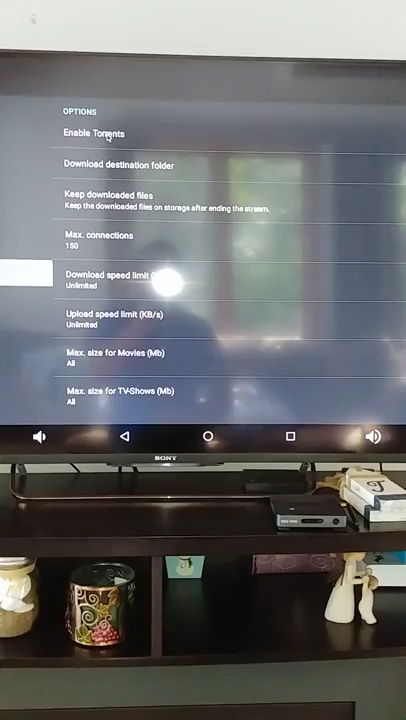 OPTIONS
Enable Torrents
Download destination folder
Keep downloaded files
Keep the downloaded files on storage after ending the stream.
Max. connections
150
Download speed limit
Unlimited
Upload speed limit (KB/s)
Unlimited
Max. size for Movies (Mb)
All
Max. size for TV-Shows (Mb)
All
SONY